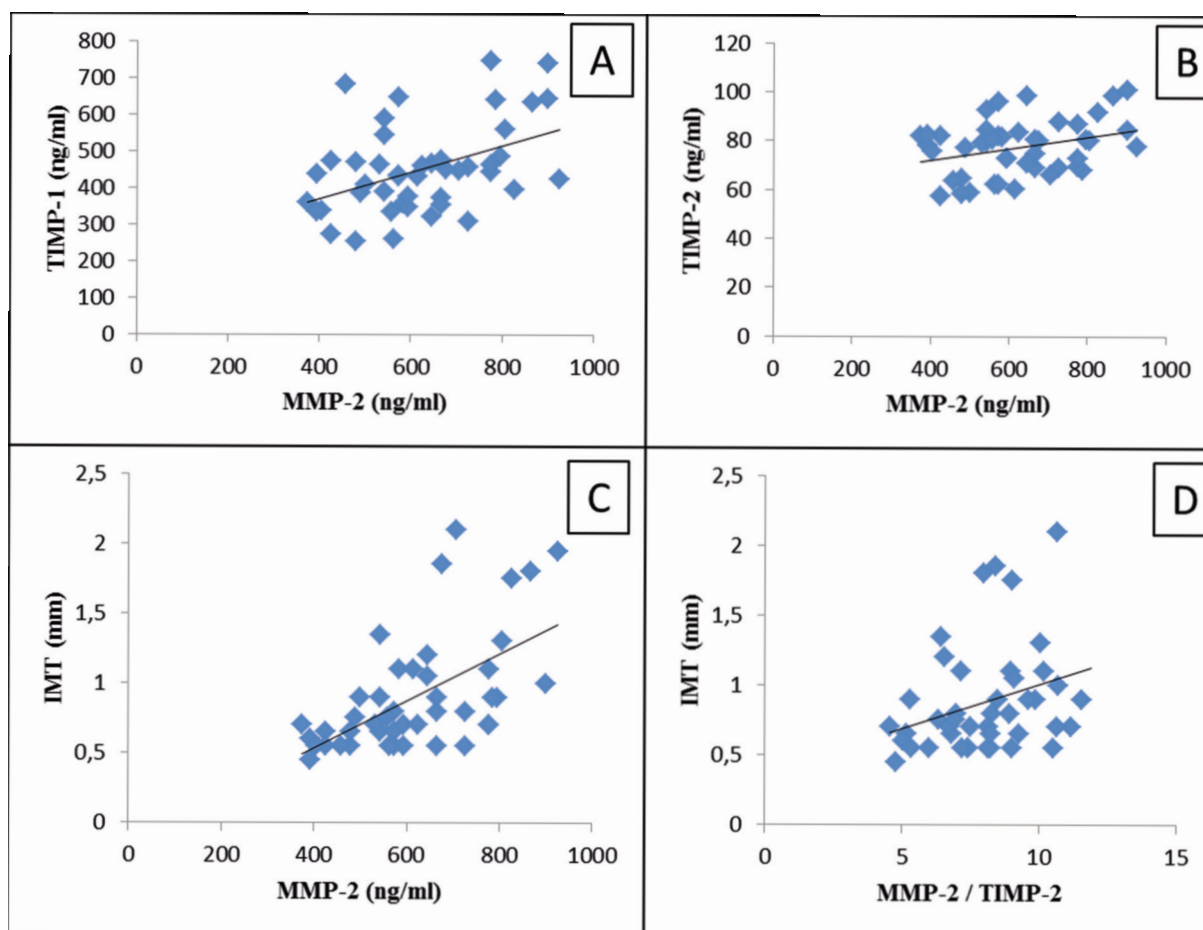 A
TIMP-1 (ng/ml)
800
700
600
500
400
300
200
100
0
0 200 400 600 800 1000
MMP-2 (ng/ml)
B
TIMP-2 (ng/ml)
120
100
80
60
40
20
0
0 200 400 600 800 1000
MMP-2 (ng/ml)
C
IMT (mm)
2,5
2
1,5
1
0,5
0
0 200 400 600 800 1000
MMP-2 (ng/ml)
D
IMT (mm)
2,5
2
1,5
1
0,5
0
0 5 10 15
MMP-2 / TIMP-2